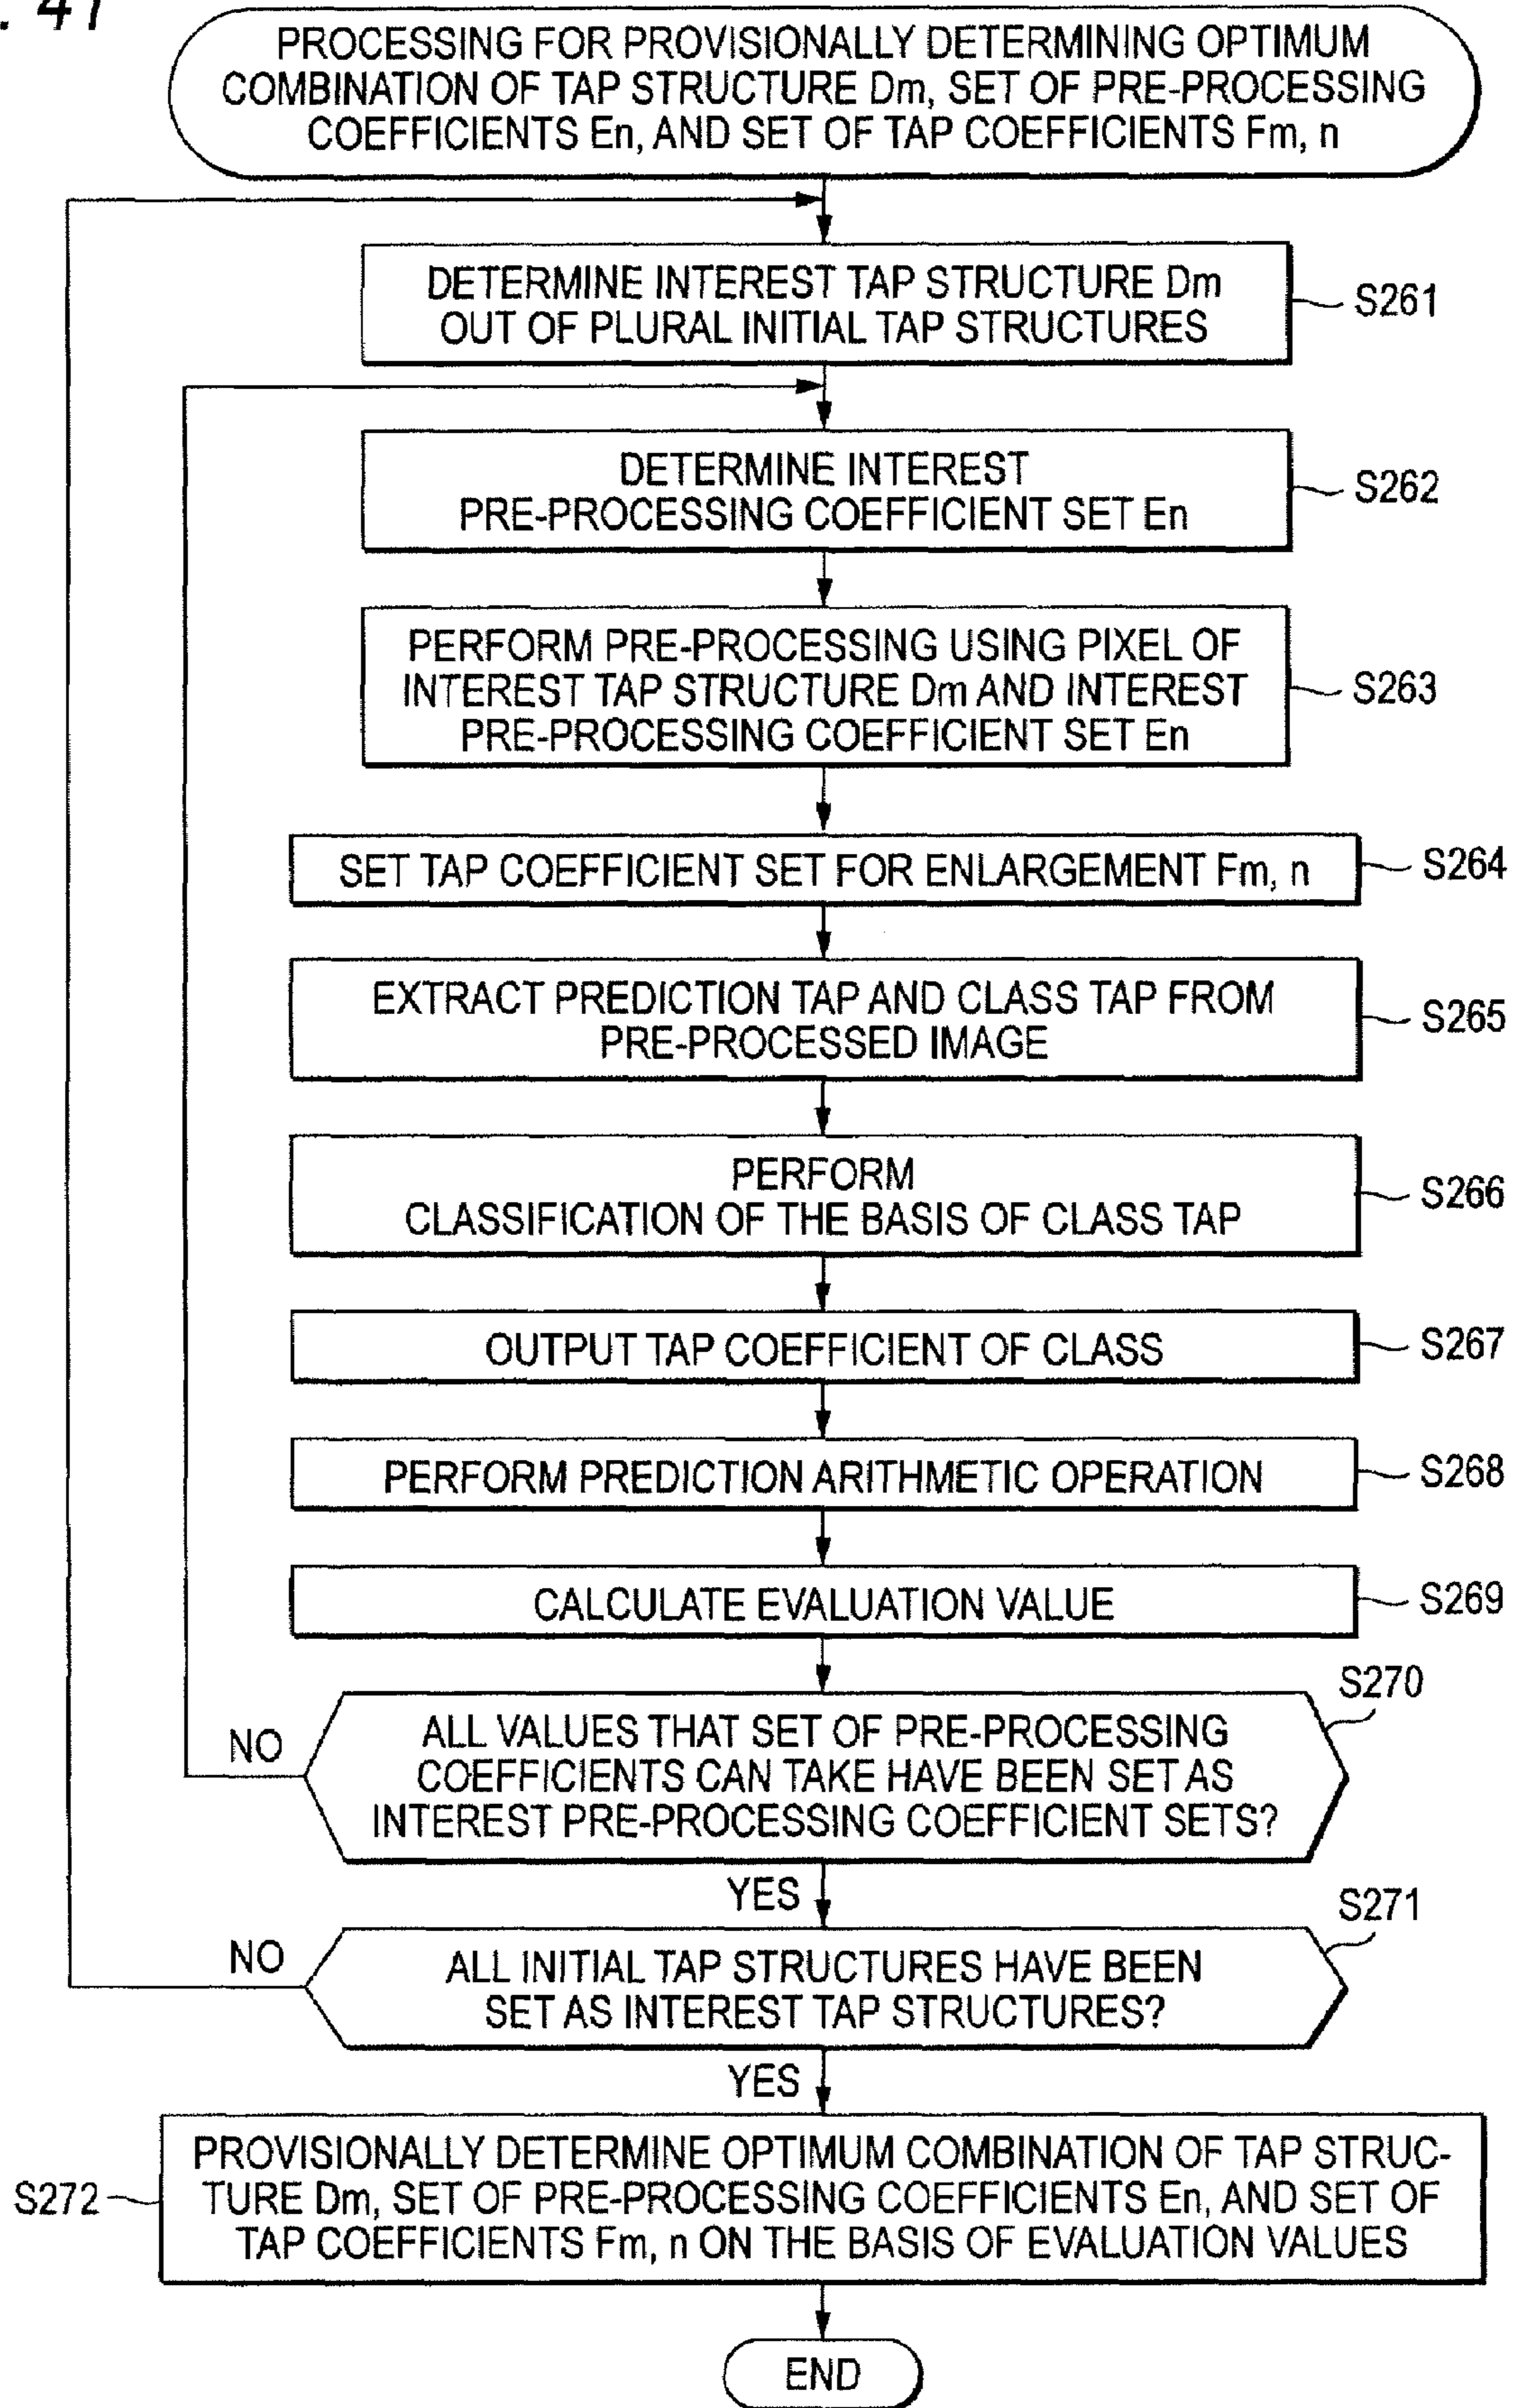 . 41
PROCESSING FOR PROVISIONALLY DETERMINING OPTIMUM
COMBINATION OF TAP STRUCTURE Dm, SET OF PRE-PROCESSING
COEFFICIENTS En, AND SET OF TAP COEFFICIENTS Fm, n
DETERMINE INTEREST TAP STRUCTURE Dm
OUT OF PLURAL INITIAL TAP STRUCTURES
S261
DETERMINE INTEREST
PRE-PROCESSING COEFFICIENT SET En
S262
PERFORM PRE-PROCESSING USING PIXEL OF
INTEREST TAP STRUCTURE Dm AND INTEREST
PRE-PROCESSING COEFFICIENT SET En
S263
SET TAP COEFFICIENT SET FOR ENLARGEMENT Fm, n
S264
EXTRACT PREDICTION TAP AND CLASS TAP FROM
PRE-PROCESSED IMAGE
S265
PERFORM
CLASSIFICATION OF THE BASIS OF CLASS TAP
S266
OUTPUT TAP COEFFICIENT OF CLASS
S267
PERFORM PREDICTION ARITHMETIC OPERATION
S268
CALCULATE EVALUATION VALUE
S269
S270
ALL VALUES THAT SET OF PRE-PROCESSING
COEFFICIENTS CAN TAKE HAVE BEEN SET AS
INTEREST PRE-PROCESSING COEFFICIENT SETS?
NO
YES
S271
ALL INITIAL TAP STRUCTURES HAVE BEEN
SET AS INTEREST TAP STRUCTURES?
NO
YES
S272
PROVISIONALLY DETERMINE OPTIMUM COMBINATION OF TAP STRUC-
TURE Dm, SET OF PRE-PROCESSING COEFFICIENTS En, AND SET OF
TAP COEFFICIENTS Fm, n ON THE BASIS OF EVALUATION VALUES
END